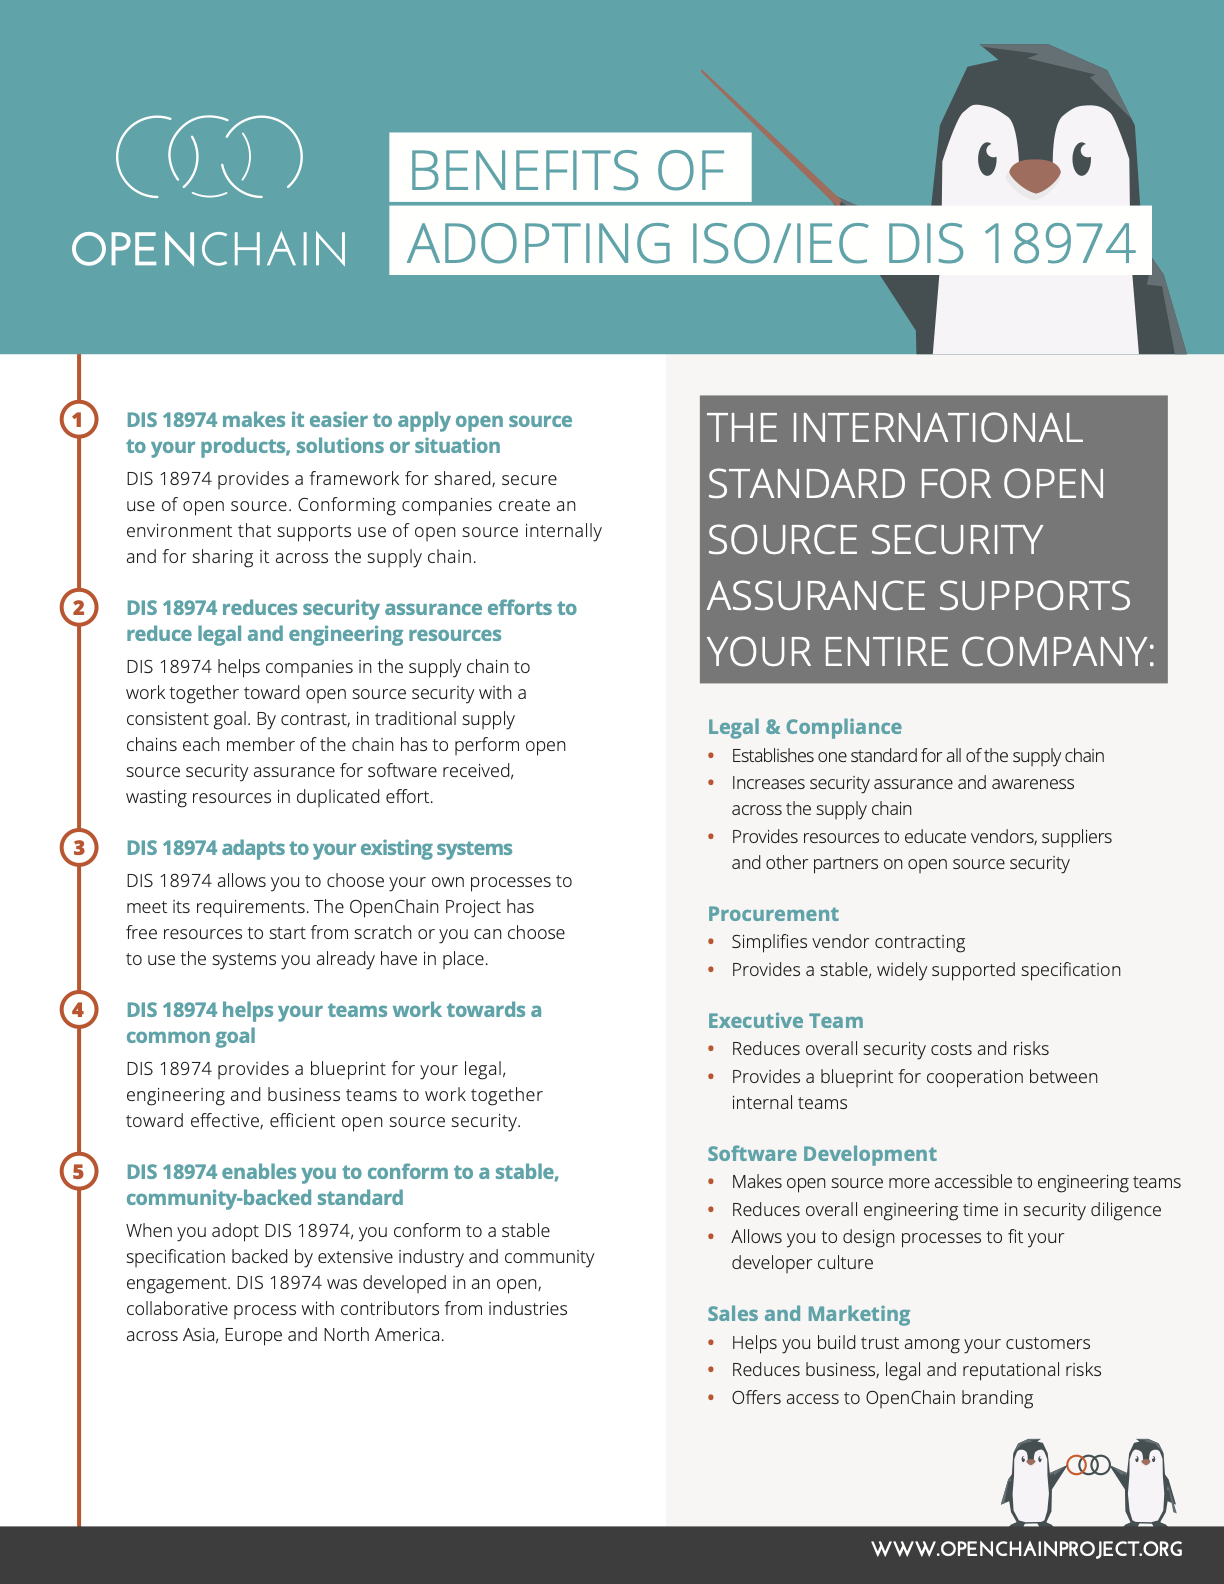 OPENCHAIN
BENEFITS OF
ADOPTING ISO/IEC DIS 18974
1
DIS 18974 makes it easier to apply open source
to your products, solutions or situation
DIS 18974 provides a framework for shared, secure
use of open source. Conforming companies create an
environment that supports use of open source internally
and for sharing it across the supply chain.
2
DIS 18974 reduces security assurance efforts to
reduce legal and engineering resources
DIS 18974 helps companies in the supply chain to
work together toward open source security with a
consistent goal. By contrast, in traditional supply
chains each member of the chain has to perform open
source security assurance for software received,
wasting resources in duplicated effort.
3
DIS 18974 adapts to your existing systems
DIS 18974 allows you to choose your own processes to
meet its requirements. The OpenChain Project has
free resources to start from scratch or you can choose
to use the systems you already have in place.
4
DIS 18974 helps your teams work towards a
common goal
DIS 18974 provides a blueprint for your legal,
engineering and business teams to work together
toward effective, efficient open source security.
5
DIS 18974 enables you to conform to a stable,
community-backed standard
When you adopt DIS 18974, you conform to a stable
specification backed by extensive industry and community
engagement. DIS 18974 was developed in an open,
collaborative process with contributors from industries
across Asia, Europe and North America.
THE INTERNATIONAL
STANDARD FOR OPEN
SOURCE SECURITY
ASSURANCE SUPPORTS
YOUR ENTIRE COMPANY:
Legal & Compliance
• Establishes one standard for all of the supply chain
• Increases security assurance and awareness
across the supply chain
• Provides resources to educate vendors, suppliers
and other partners on open source security
Procurement
• Simplifies vendor contracting
• Provides a stable, widely supported specification
Executive Team
• Reduces overall security costs and risks
• Provides a blueprint for cooperation between
internal teams
Software Development
• Makes open source more accessible to engineering teams
• Reduces overall engineering time in security diligence
• Allows you to design processes to fit your
developer culture
Sales and Marketing
• Helps you build trust among your customers
• Reduces business, legal and reputational risks
• Offers access to OpenChain branding
WWW.OPENCHAINPROJECT.ORG